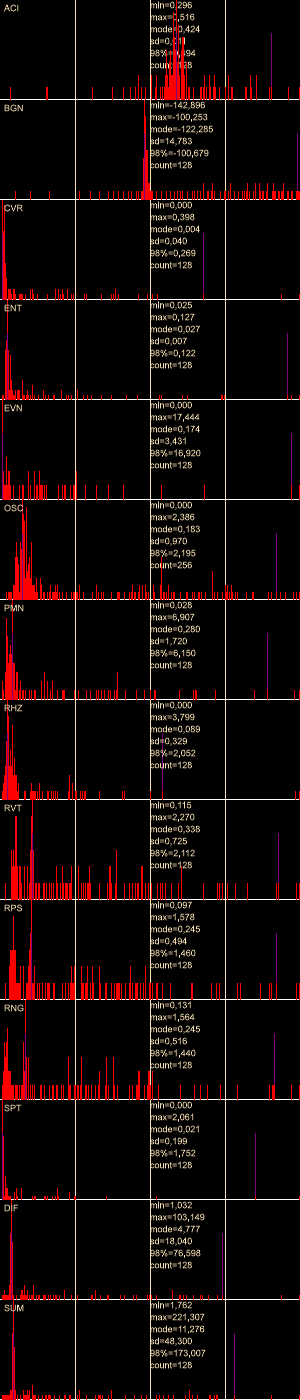 ACI
mln=0,296
max=0,516
mode=0,424
count=128
BGN
mln=-142,896
max=-100,253
mode=-122,285
sd=14,783
98%=-100,679
count=128
CVR
mln=0,000
max=0,398
mode=0,004
sd=0,040
98%=0,269
count=128
ENT
mln=0,025
max=0,127
mode=0,027
sd=0,007
98%=0,122
count=128
EVN
mln=0,000
max=17,444
mode=0,174
sd=3,431
98%=16,920
count=128
OSC
mln=0,000
max=2,386
mode=0,183
sd=0,970
98%=2,195
count=256
PMN
mln=0,028
max=6,907
mode=0,280
sd=1,720
98%=6,150
count=128
RHZ
mln=0,000
max=3,799
mode=0,089
sd=0,329
98%=2,052
count=128
RVT
mln=0,115
max=2,270
mode=0,338
sd=0,725
98%=2,112
count=128
RPS
mln=0,097
max=1,578
mode=0,245
sd=0,494
98%=1,460
count=128
RNG
mln=0,131
max=1,564
mode=0,245
sd=0,516
98%=1,440
count=128
SPT
mln=0,000
max=2,061
mode=0,021
sd=0,199
98%=1,752
count=128
DIF
mln=1,032
max=103,149
mode=4,777
sd=18,040
98%=76,598
count=128
SUM
mln=1,762
max=221,307
mode=11,276
sd=48,300
98%=173,007
count=128